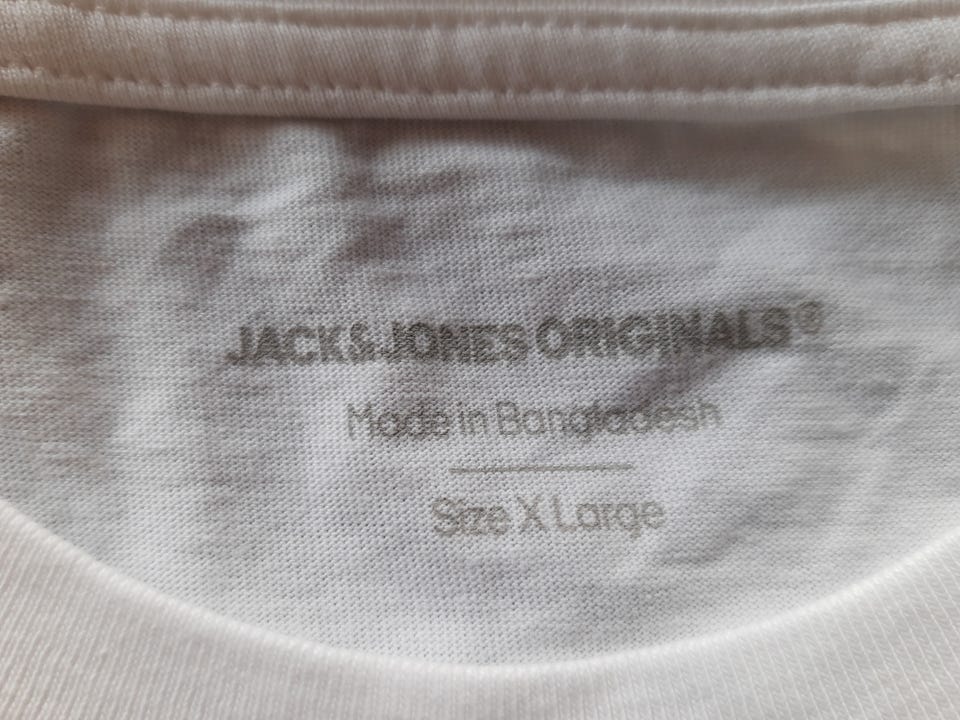 JACK&JONES ORIGINALS®
Made in Bangladesh
Size X Large